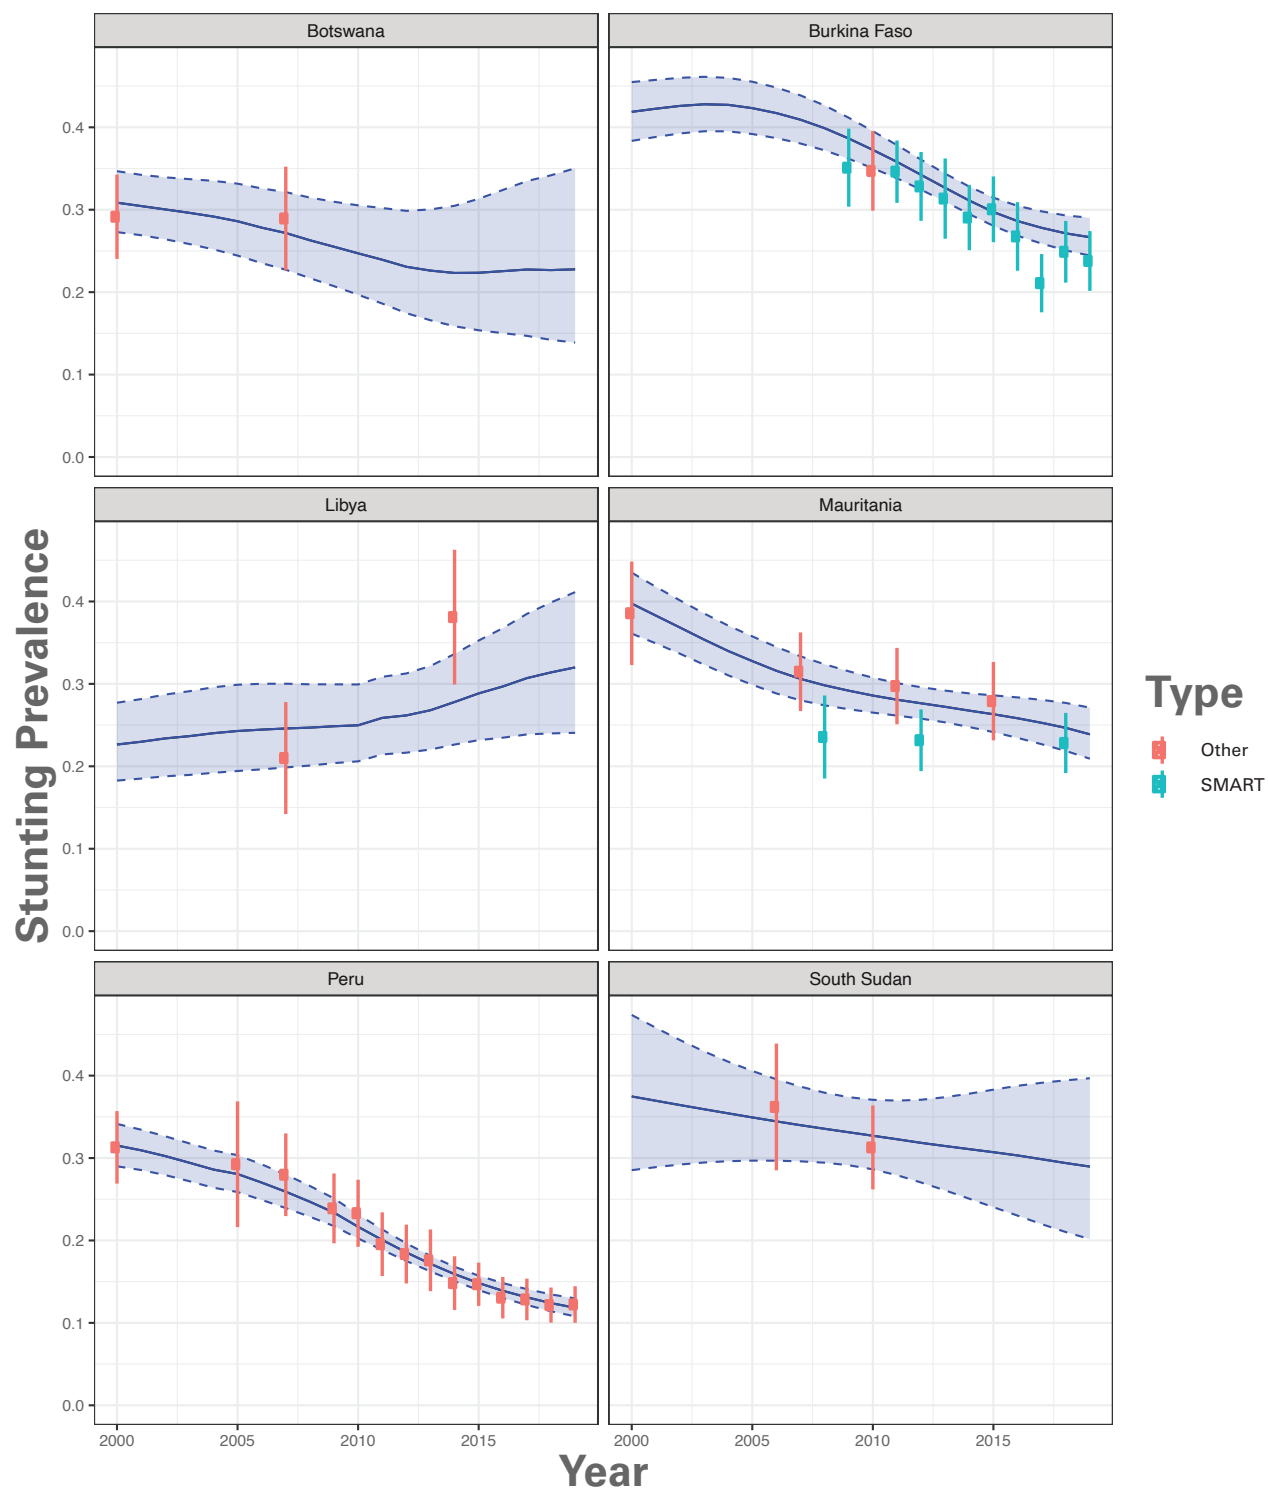 Botswana
Burkina Faso
0.4
0.3
0.2
0.1
0.0
Libya
Mauritania
0.4
0.3
0.2
0.1
0.0
Peru
South Sudan
0.4
0.3
0.2
0.1
0.0
2000 2005 2010 2015
2000 2005 2010 2015
Year
Stunting Prevalence
Type
Other
SMART